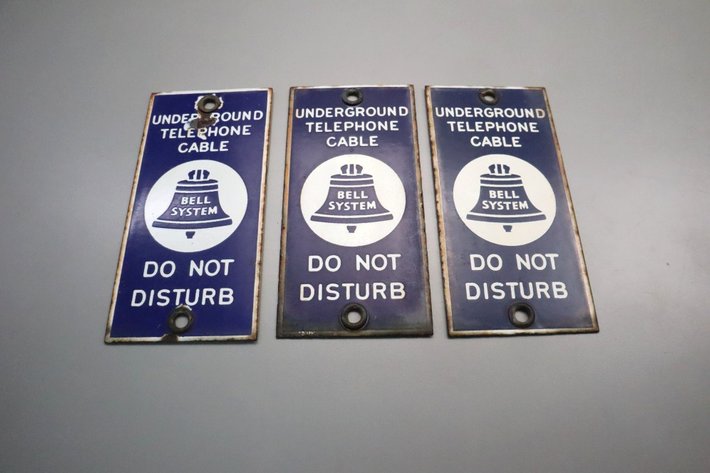 UNDERGROUND
TELEPHONE
CABLE
BELL
SYSTEM
DO NOT
DISTURB
UNDERGROUND
TELEPHONE
CABLE
BELL
SYSTEM
DO NOT
DISTURB
UNDERGROUND
TELEPHONE
CABLE
BELL
SYSTEM
DO NOT
DISTURB